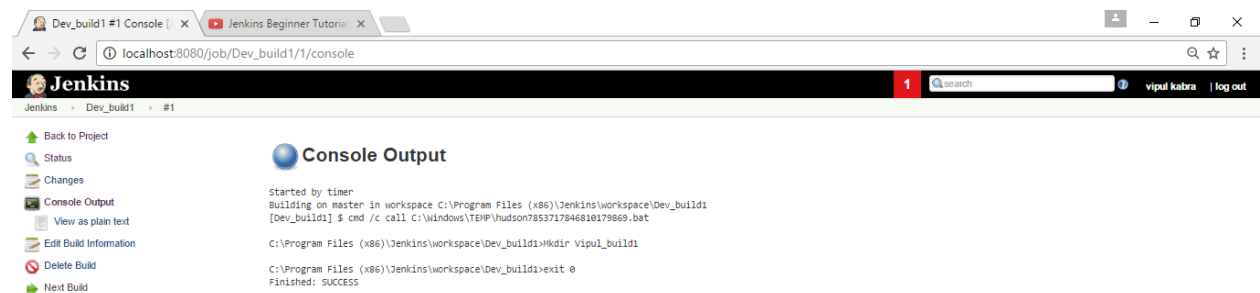 Dev_build1 #1 Console [J
Jenkins Beginner Tutorial
localhost:8080/job/Dev_build1/1/console
Jenkins
1
search
vipul kabra | log out
Jenkins
Dev_build1
#1
Back to Project
Status
Changes
Console Output
View as plain text
Edit Build Information
Delete Build
Next Build
Console Output
Started by timer
Building on master in workspace C:\Program Files (x86)\Jenkins\workspace\Dev_build1
[Dev_build1] $ cmd /c call C:\Windows\TEMP\hudson7853717846810179869.bat
C:\Program Files (x86)\Jenkins\workspace\Dev_build1>Mkdir Vipul_build1
C:\Program Files (x86)\Jenkins\workspace\Dev_build1>exit 0
Finished: SUCCESS